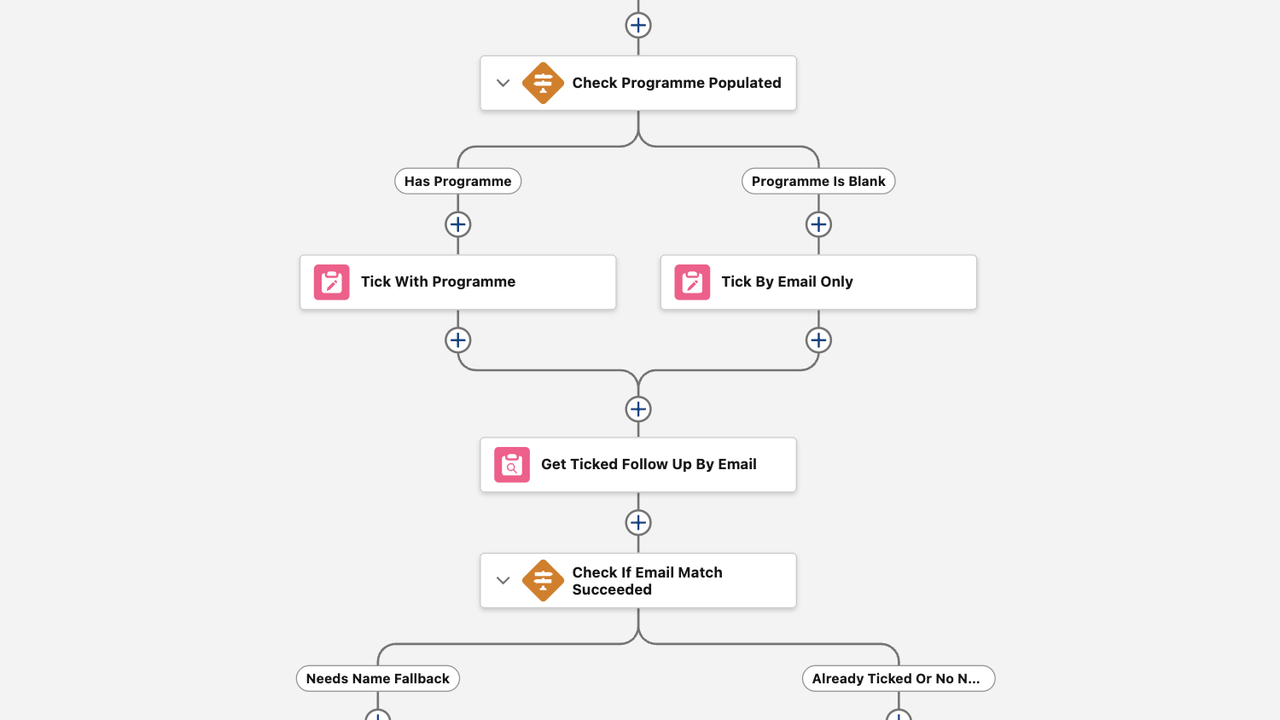 Check Programme Populated
Has Programme
Programme Is Blank
Tick With Programme
Tick By Email Only
Get Ticked Follow Up By Email
Check If Email Match
Succeeded
Needs Name Fallback
Already Ticked Or No N...